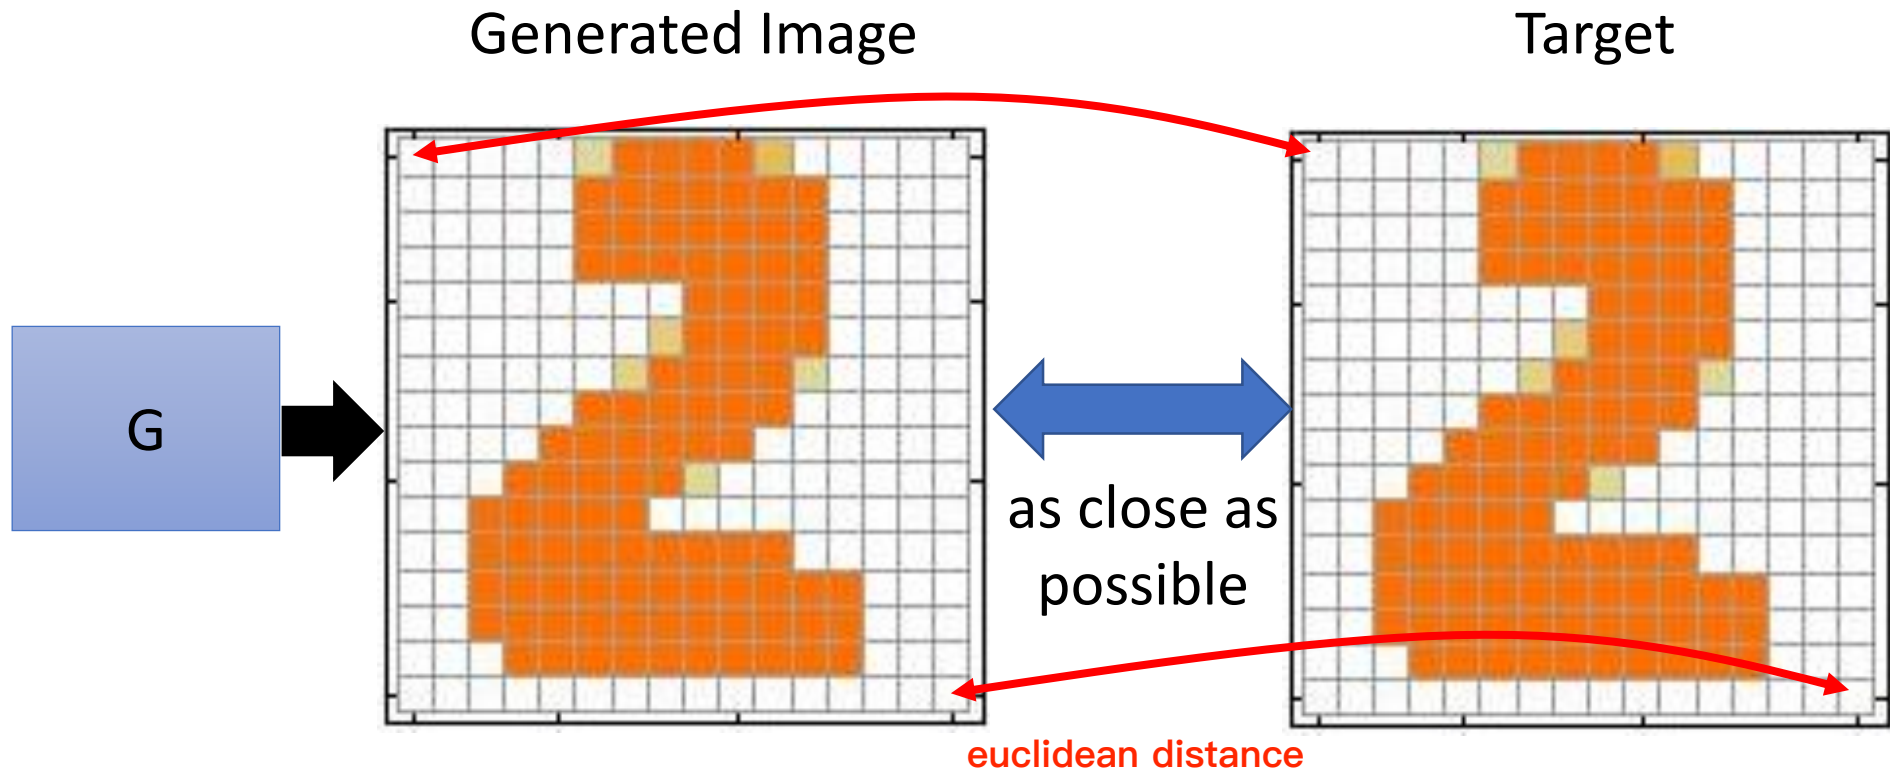 Generated Image
Target
G
as close as
possible
euclidean distance